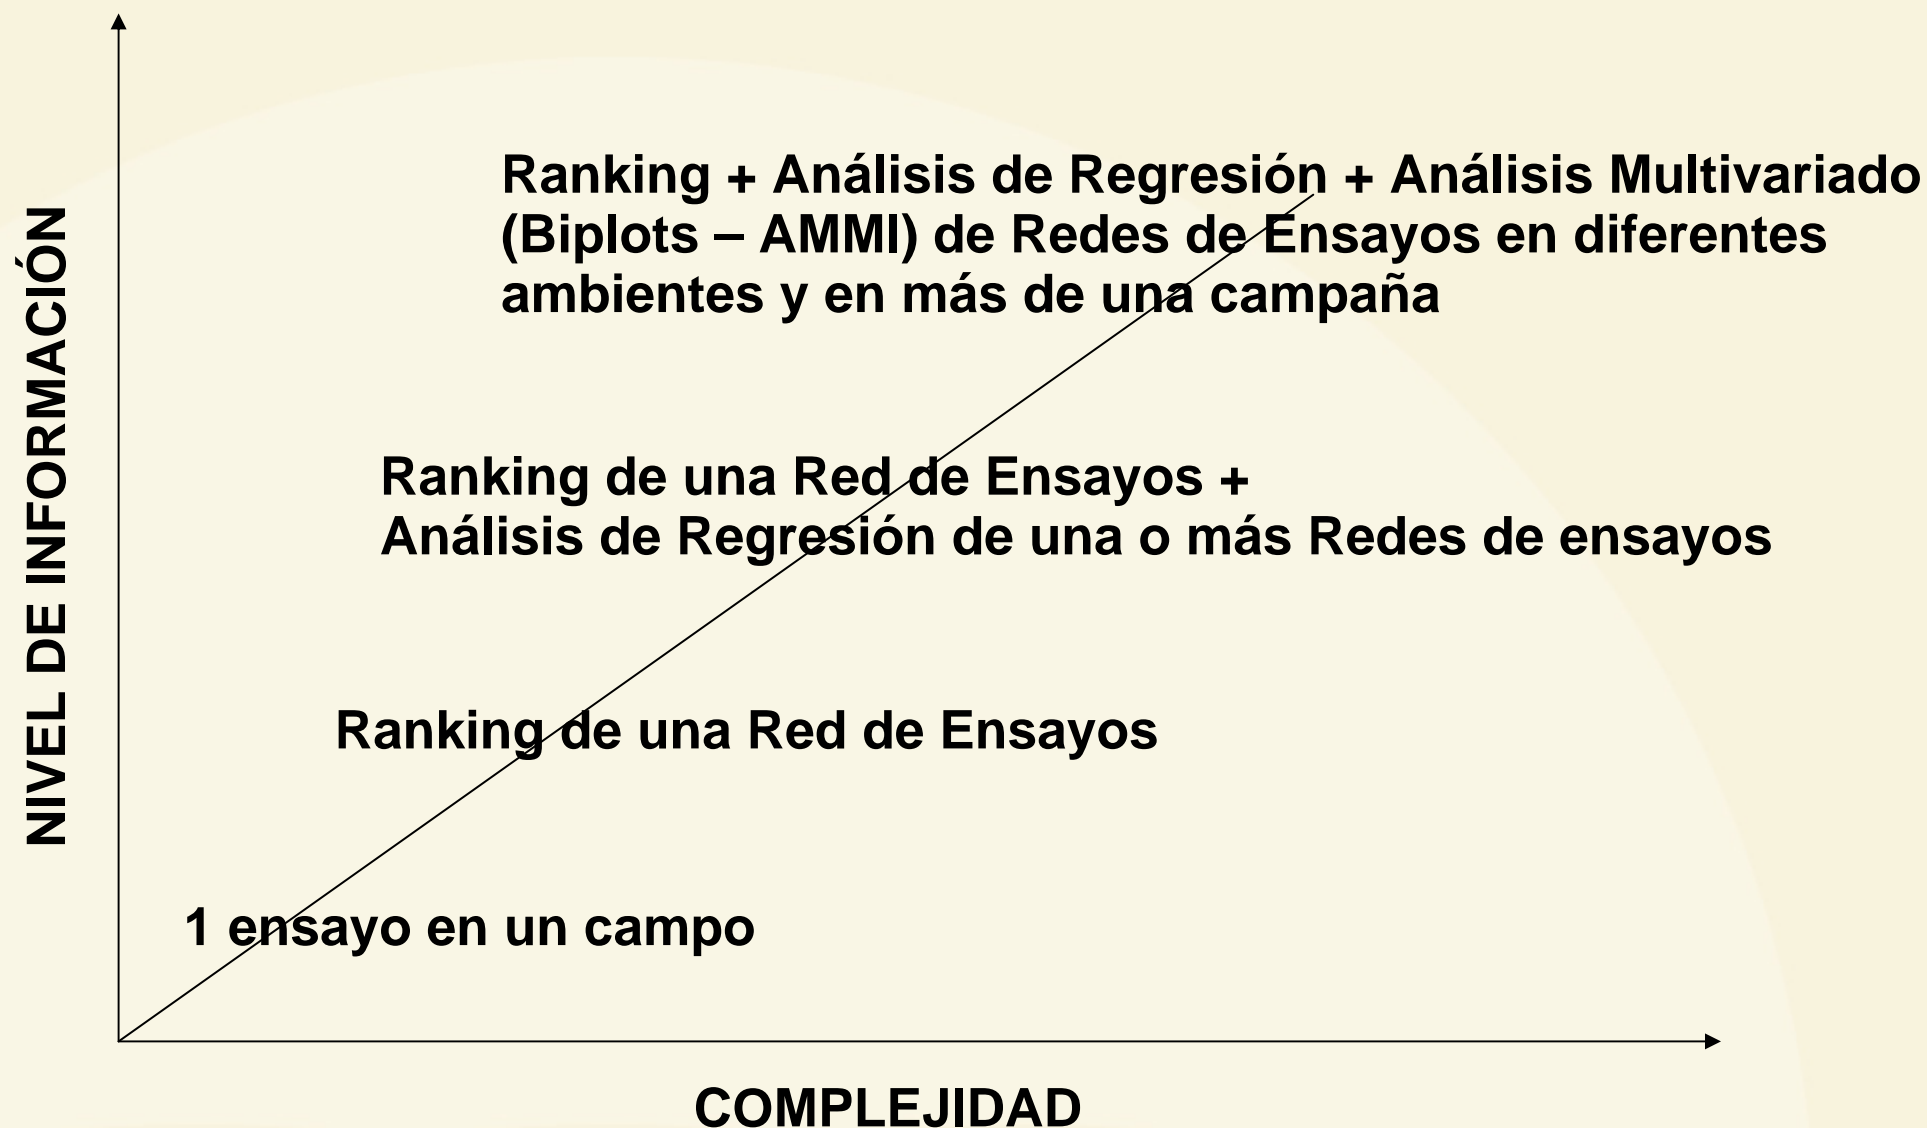 NIVEL DE INFORMACIÓN
Ranking + Análisis de Regresión + Análisis Multivariado
(Biplots – AMMI) de Redes de Ensayos en diferentes
ambientes y en más de una campaña
Ranking de una Red de Ensayos +
Análisis de Regresión de una o más Redes de ensayos
Ranking de una Red de Ensayos
1 ensayo en un campo
COMPLEJIDAD